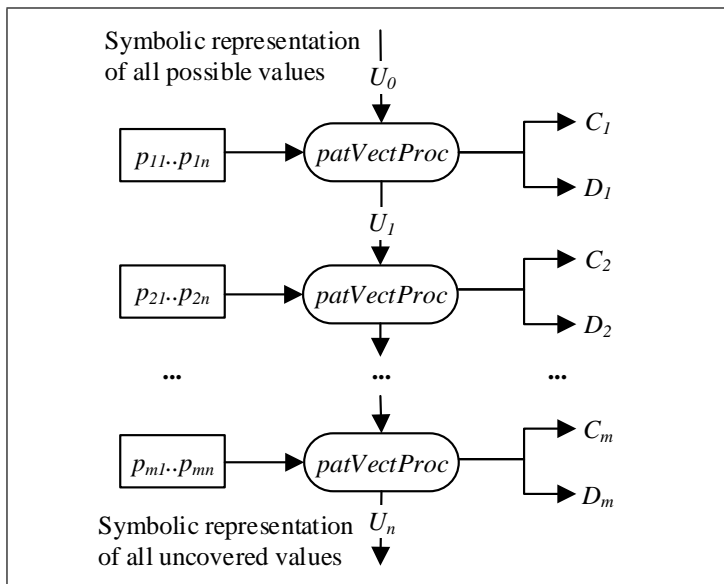 Symbolic representation
of all possible values
U0
p11..p1n
patVectProc
C1
D1
U1
p21..p2n
patVectProc
C2
D2
... ... ...
pm1..pmn
patVectProc
Cm
Dm
Symbolic representation
of all uncovered values
Un